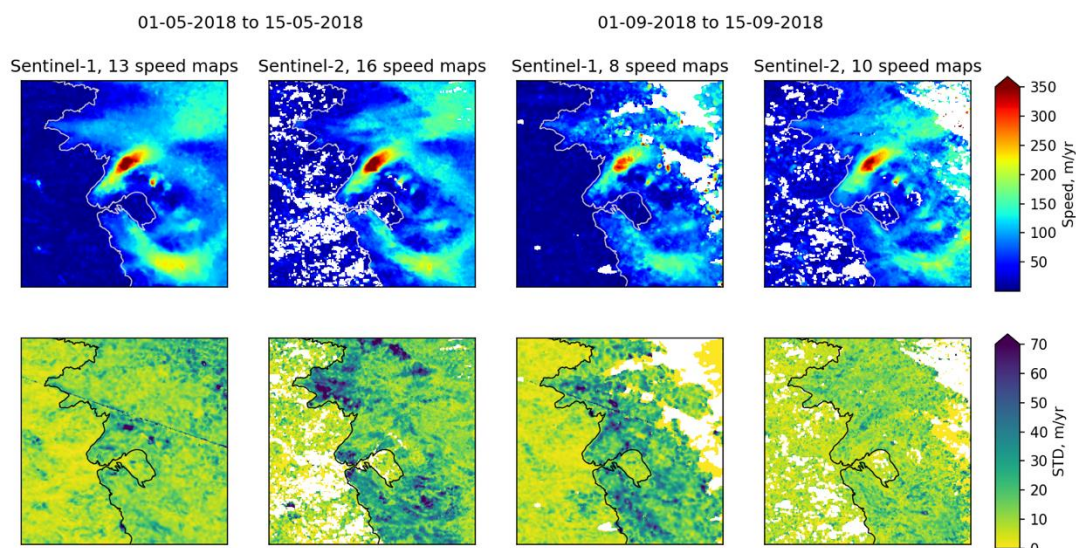 01-05-2018 to 15-05-2018
01-09-2018 to 15-09-2018
Sentinel-1, 13 speed maps
Sentinel-2, 16 speed maps
Sentinel-1, 8 speed maps
Sentinel-2, 10 speed maps
350
300
250
200
150
100
50
Speed, m/yr
70
60
50
40
30
20
10
0
STD, m/yr